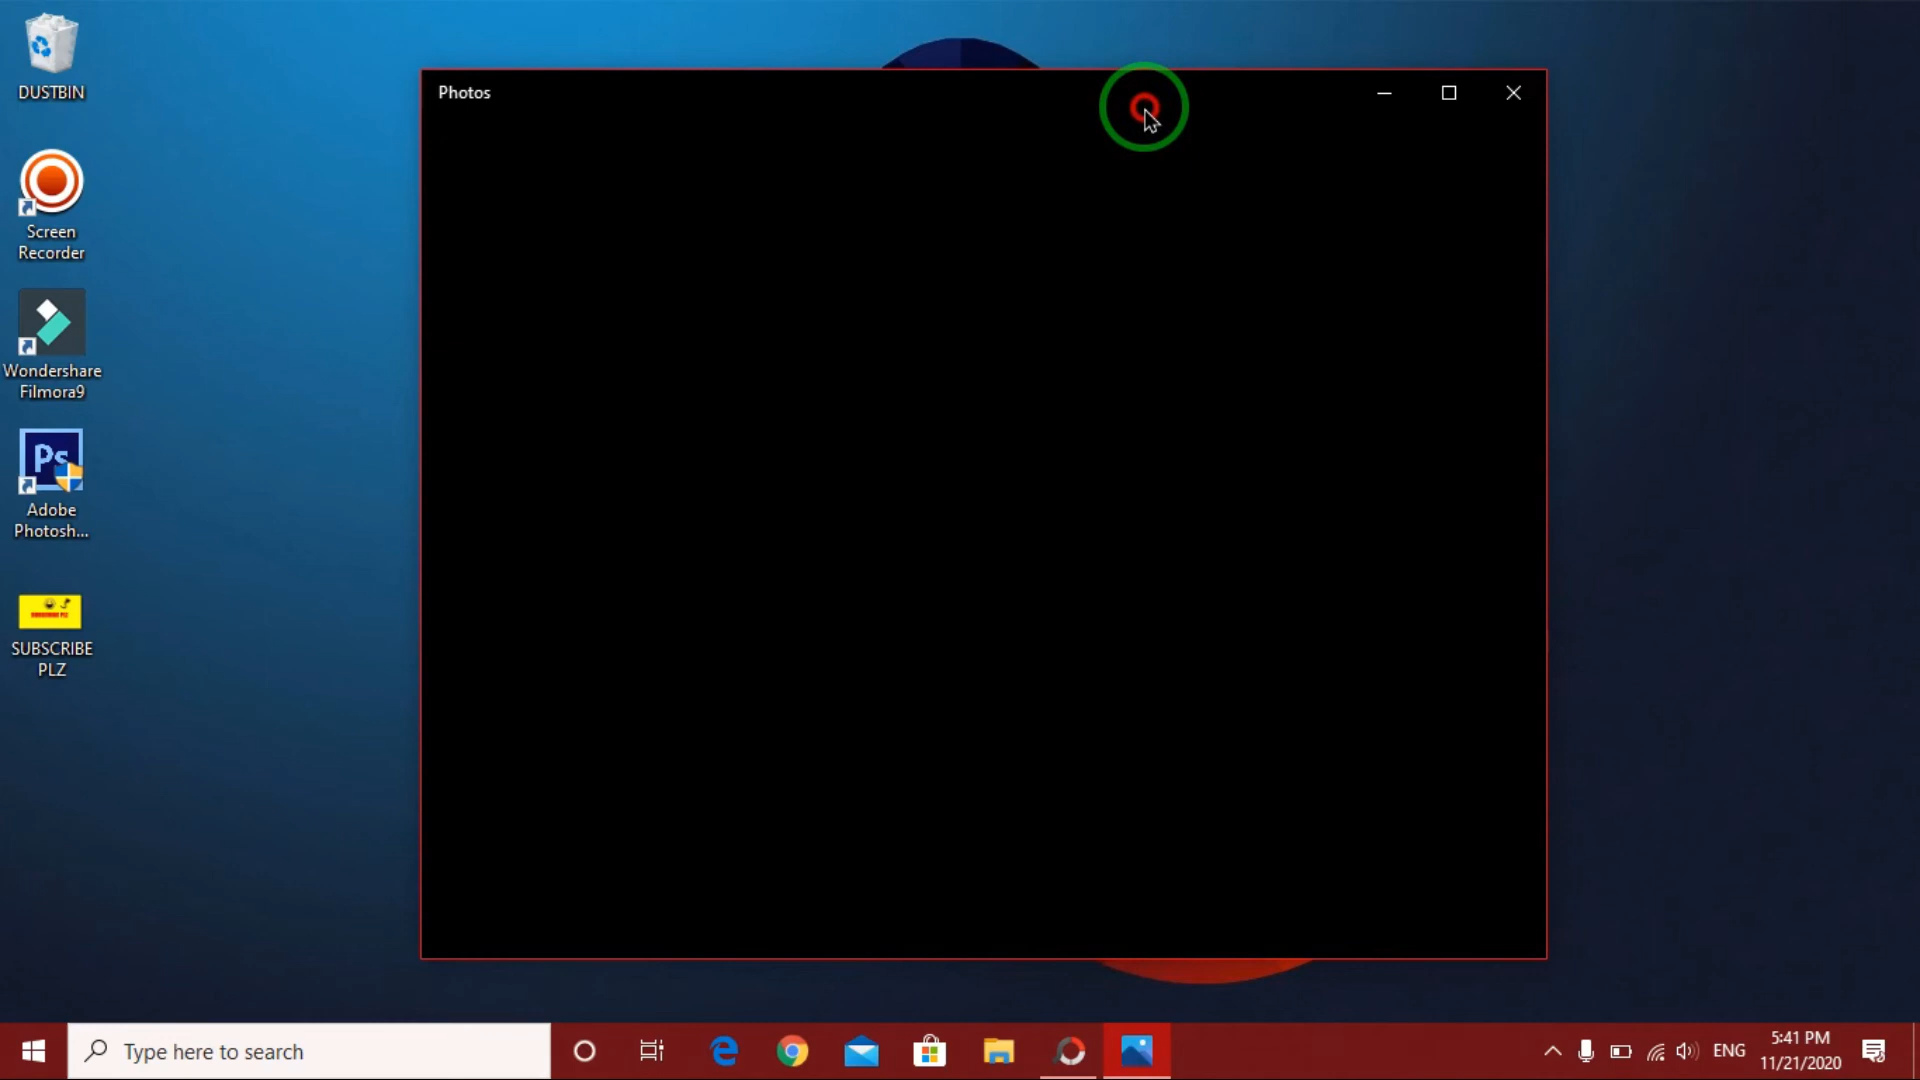 DUSTBIN
Screen
Recorder
Wondershare
Filmora9
Ps
Adobe
Photosh...
SUBSCRIBE
PLZ
Photos
Type here to search
ENG
5:41 PM
11/21/2020